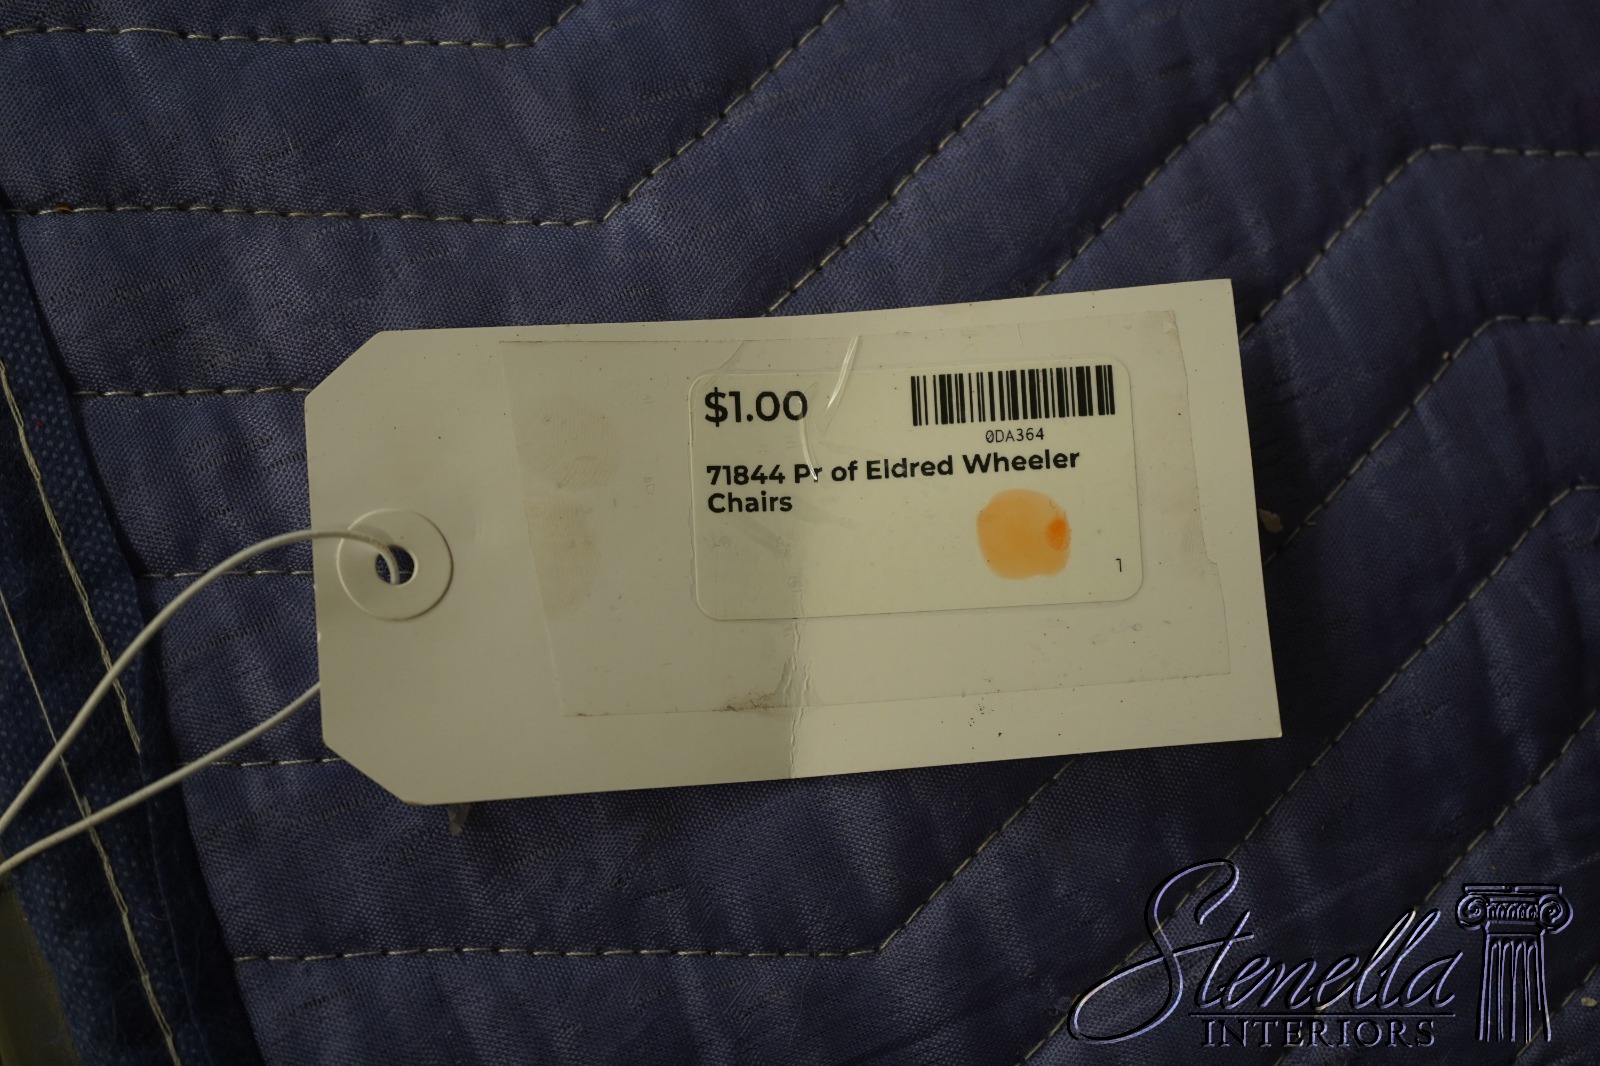 $1.00
0DA364
71844 Pr of Eldred Wheeler
Chairs
1
Stenella
INTERIORS